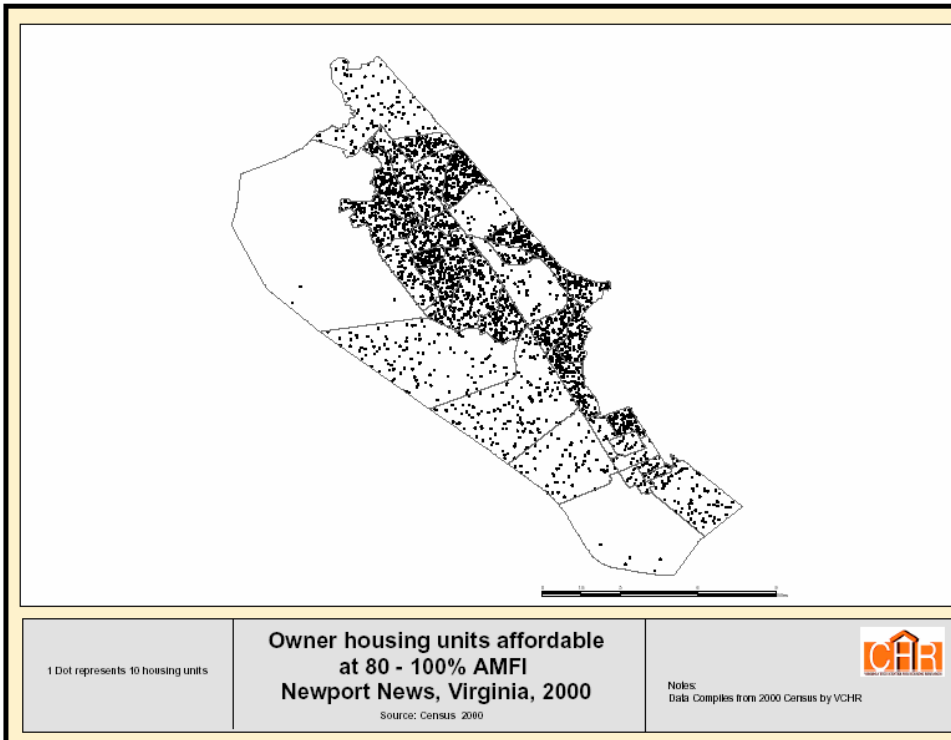 1 Dot represents 10 housing units
Owner housing units affordable
at 80 - 100% AMFI
Newport News, Virginia, 2000
Source: Census 2000
CHR
Notes:
Data Compiles from 2000 Census by VCHR